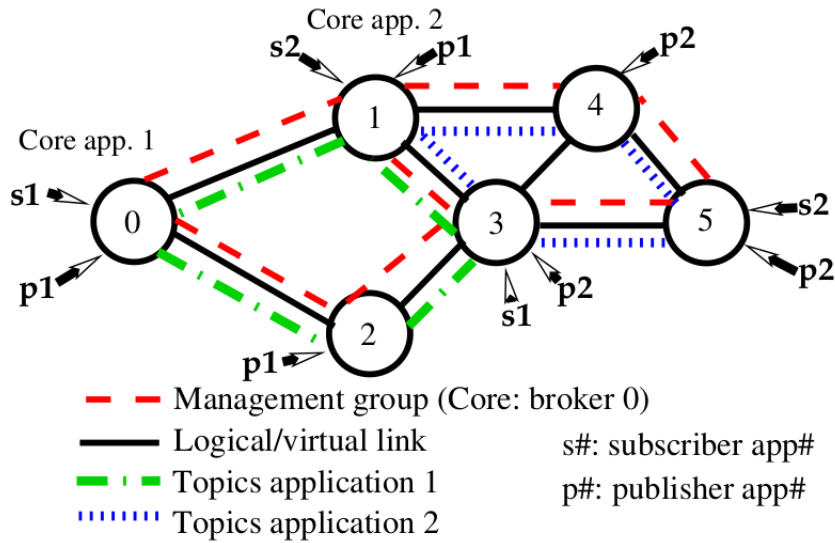 Core app. 2
s2
p1
p2
1
4
Core app. 1
s1
0
3
5
s2
p1
p2
p2
s1
2
p1
Management group (Core: broker 0)
Logical/virtual link
s#: subscriber app#
Topics application 1
p#: publisher app#
Topics application 2